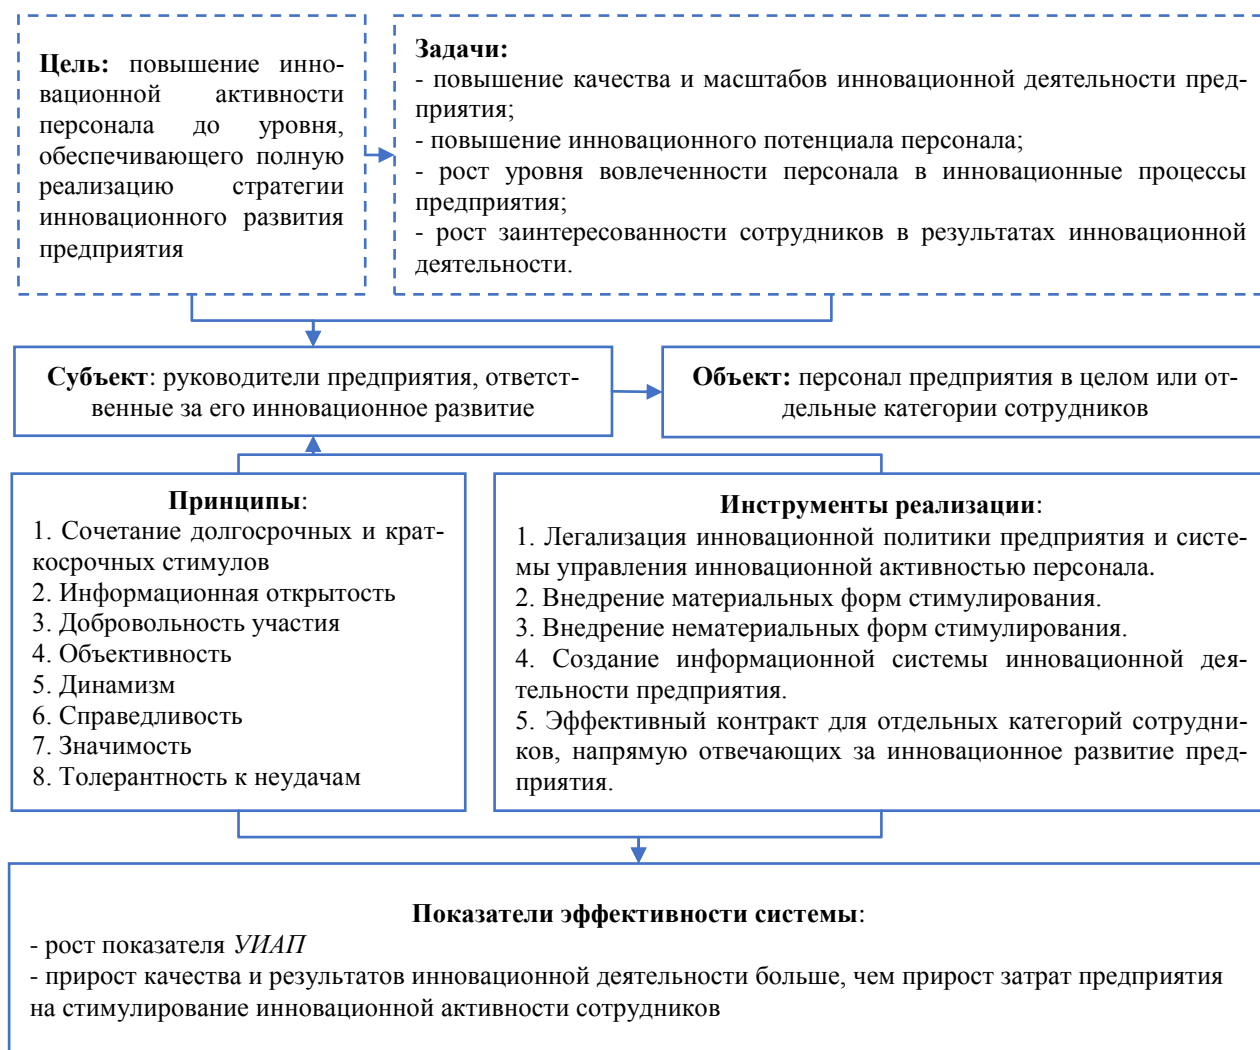 Цель: повышение инно-
вационной активности
персонала до уровня,
обеспечивающего полную
реализацию стратегии
инновационного развития
предприятия
Задачи:
- повышение качества и масштабов инновационной деятельности пред-
приятия;
- повышение инновационного потенциала персонала;
- рост уровня вовлеченности персонала в инновационные процессы
предприятия;
- рост заинтересованности сотрудников в результатах инновационной
деятельности.
Субъект: руководители предприятия, ответст-
венные за его инновационное развитие
Объект: персонал предприятия в целом или от-
дельные категории сотрудников
Принципы:
1. Сочетание долгосрочных и крат-
косрочных стимулов
2. Информационная открытость
3. Добровольность участия
4. Объективность
5. Динамизм
6. Справедливость
7. Значимость
8. Толерантность к неудачам
Инструменты реализации:
1. Легализация инновационной политики предприятия и систе-
мы управления инновационной активностью персонала.
2. Внедрение материальных форм стимулирования.
3. Внедрение нематериальных форм стимулирования.
4. Создание информационной системы инновационной дея-
тельности предприятия.
5. Эффективный контракт для отдельных категорий сотрудни-
ков, напрямую отвечающих за инновационное развитие пред-
приятия.
Показатели эффективности системы:
- рост показателя УИАП
- прирост качества и результатов инновационной деятельности больше, чем прирост затрат предприятия
на стимулирование инновационной активности сотрудников